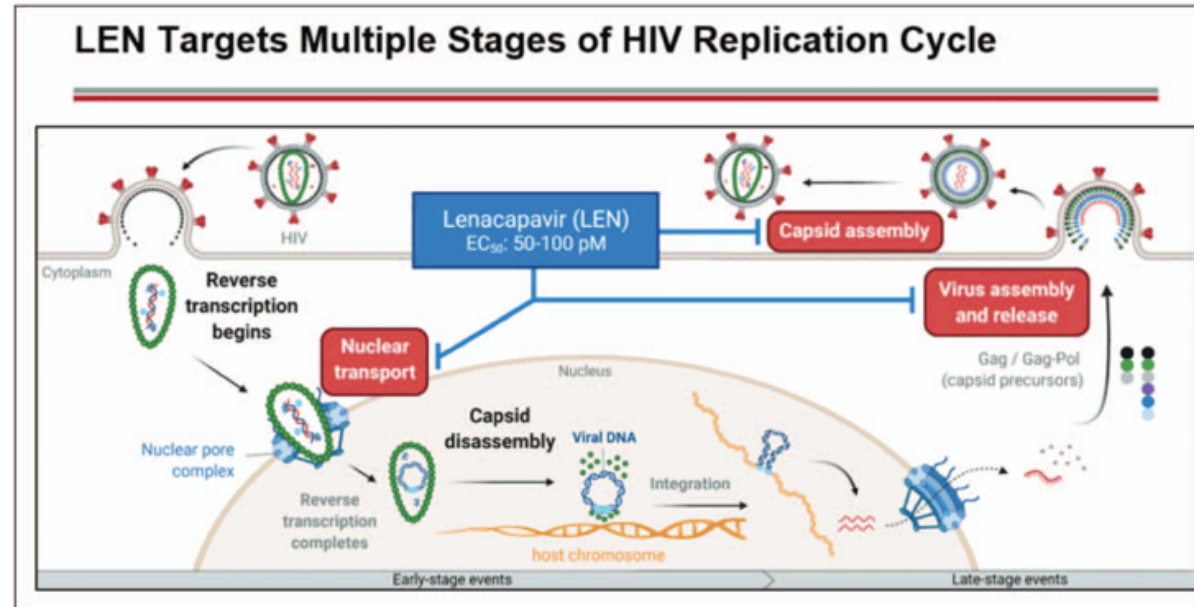 LEN Targets Multiple Stages of HIV Replication Cycle
HIV
Lenacapavir (LEN)
EC₅₀: 50-100 pM
Capsid assembly
Cytoplasm
Reverse
transcription
begins
Virus assembly
and release
Nuclear
transport
Gag / Gag-Pol
(capsid precursors)
Nucleus
Nuclear pore
complex
Capsid
disassembly
Viral DNA
Integration
Reverse
transcription
completes
host chromosome
Early-stage events
Late-stage events